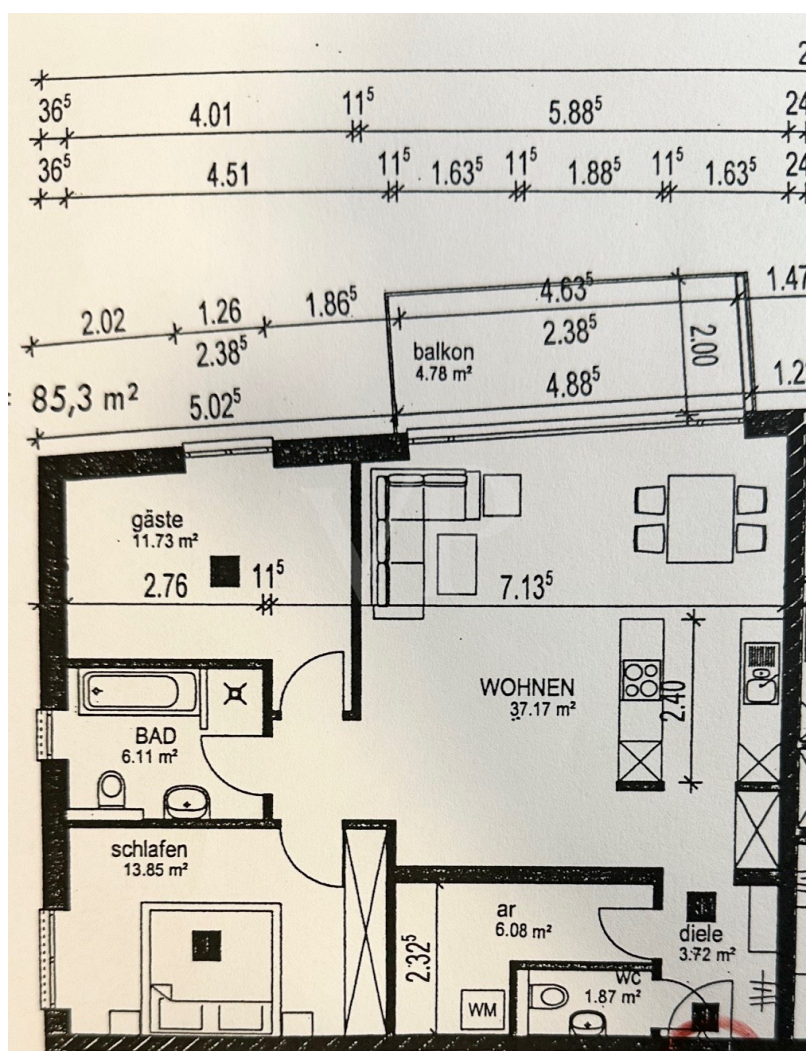 2
36⁵ 4.01 11⁵ 5.88⁵ 24
36⁵ 4.51 11⁵ 1.63⁵ 11⁵ 1.88⁵ 11⁵ 1.63⁵ 24
2.02 1.26 1.86⁵ 4.63⁵ 1.47
2.38⁵ 2.38⁵ 2.00
balkon
4.78 m²
85,3 m² 5.02⁵ 4.88⁵ 1.2
gäste
11.73 m²
2.76 11⁵ 7.13⁵
WOHNEN
37.17 m²
2.40
BAD
6.11 m²
schlafen
13.85 m²
ar
6.08 m²
2.32⁵
diele
3.72 m²
wc
1.87 m²
WM
VP